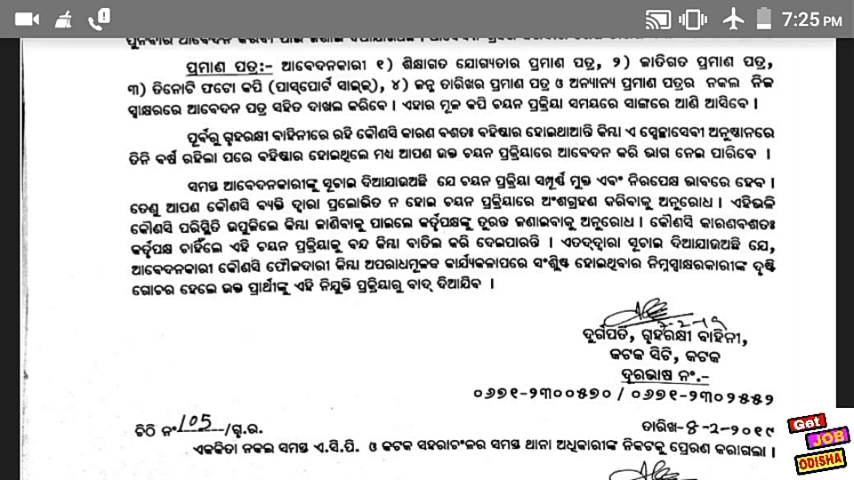 7:25 PM
ପୁନର୍ବାର ଆବେଦନ କରିବା ପାଇଁ
ପ୍ରମାଣ ପତ୍ର:- ଆବେଦନକାରୀ ୧) ଶିକ୍ଷାଗତ ଯୋଗ୍ୟତାର ପ୍ରମାଣ ପତ୍ର, ୨) ଜାତିଗତ ପ୍ରମାଣ ପତ୍ର,
୩) ତିନୋଟି ଫଟୋ କପି (ପାସ୍‌ପୋର୍ଟ ସାଇଜ୍‌), ୪) ଜନ୍ମ ତାରିଖର ପ୍ରମାଣ ପତ୍ର ଓ ଅନ୍ୟାନ୍ୟ ପ୍ରମାଣ ପତ୍ରର ନକଲ ନିଜ
ସ୍ୱାକ୍ଷରରେ ଆବେଦନ ପତ୍ର ସହିତ ଦାଖଲ କରିବେ । ଏହାର ମୂଳ କପି ଚୟନ ପ୍ରକ୍ରିୟା ସମୟରେ ସାଙ୍ଗରେ ଆଣି ଆସିବେ ।
ପୂର୍ବରୁ ଗୃହରକ୍ଷୀ ବାହିନୀରେ ରହି କୌଣସି କାରଣ ବଶତଃ ବହିଷ୍କାର ହୋଇଥାଆନ୍ତି କିମ୍ବା ଏ ସ୍ୱେଚ୍ଛାସେବୀ ଅନୁଷ୍ଠାନରେ
ତିନି ବର୍ଷ ରହିଲା ପରେ ବହିଷ୍କାର ହୋଇଥିଲେ ମଧ୍ୟ ଆପଣ ଉକ୍ତ ଚୟନ ପ୍ରକ୍ରିୟାରେ ଆବେଦନ କରି ଭାଗ ନେଇ ପାରିବେ ।
ସମସ୍ତ ଆବେଦନକାରୀଙ୍କୁ ସୂଚାଇ ଦିଆଯାଉଅଛି ଯେ ଚୟନ ପ୍ରକ୍ରିୟା ସମ୍ପୂର୍ଣ୍ଣ ମୁକ୍ତ ଏବଂ ନିରପେକ୍ଷ ଭାବରେ ହେବ ।
ତେଣୁ ଆପଣ କୌଣସି ବ୍ୟକ୍ତି ଦ୍ୱାରା ପ୍ରଲୋଭିତ ନ ହୋଇ ଚୟନ ପ୍ରକ୍ରିୟାରେ ଅଂଶଗ୍ରହଣ କରିବାକୁ ଅନୁରୋଧ । ଏହିଭଳି
କୌଣସି ପରିସ୍ଥିତି ଉପୁଜିଲେ କିମ୍ବା ଜାଣିବାକୁ ପାଇଲେ କର୍ତ୍ତୃପକ୍ଷଙ୍କୁ ତୁରନ୍ତ ଜଣାଇବାକୁ ଅନୁରୋଧ । କୌଣସି କାରଣବଶତଃ
କର୍ତ୍ତୃପକ୍ଷ ଚାହିଁଲେ ଏହି ଚୟନ ପ୍ରକ୍ରିୟାକୁ ବନ୍ଦ କିମ୍ବା ବାତିଲ କରି ଦେଇପାରନ୍ତି । ଏତଦ୍‌ଦ୍ୱାରା ସୂଚାଇ ଦିଆଯାଉଅଛି ଯେ,
ଆବେଦନକାରୀ କୌଣସି ଫୌଜଦାରୀ କିମ୍ବା ଅପରାଧମୂଳକ କାର୍ଯ୍ୟକଳାପରେ ସଂଶ୍ଳିଷ୍ଟ ହୋଇଥିବାର ନିମ୍ନସ୍ୱାକ୍ଷରକାରୀଙ୍କ ଦୃଷ୍ଟି
ଗୋଚର ହେଲେ ଉକ୍ତ ପ୍ରାର୍ଥୀଙ୍କୁ ଏହି ନିଯୁକ୍ତି ପ୍ରକ୍ରିୟାରୁ ବାଦ୍ ଦିଆଯିବ ।
ଦୁର୍ଗପତି, ଗୃହରକ୍ଷୀ ବାହିନୀ,
କଟକ ସିଟି, କଟକ
ଦୂରଭାଷ ନଂ.-
୦୬୭୧-୨୩୦୦୫୭୦ / ୦୬୭୧-୨୩୦୨୫୫୨
ଚିଠି ନଂ 105 /ଗୃ.ର. ତାରିଖ-8-୨-୨୦୧୯
ଏକକିତା ନକଲ ସମସ୍ତ ଏ.ସି.ପି. ଓ କଟକ ସହରାଚଂଳର ସମସ୍ତ ଥାନା ଅଧିକାରୀଙ୍କ ନିକଟକୁ ପ୍ରେରଣ କରାଗଲା ।
Get
JOB
ODISHA